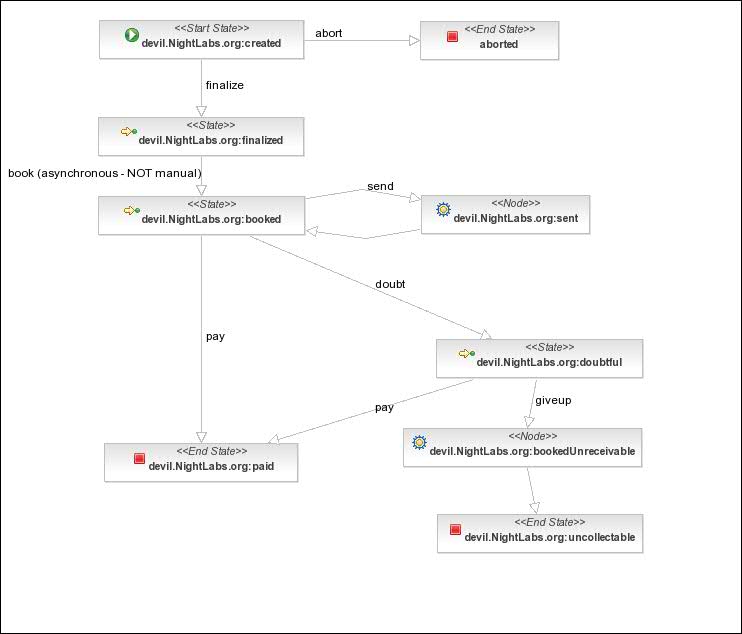 <<Start State>>
devil.NightLabs.org:created
abort
<<End State>>
aborted
finalize
<<State>>
devil.NightLabs.org:finalized
book (asynchronous - NOT manual)
<<State>>
devil.NightLabs.org:booked
send
<<Node>>
devil.NightLabs.org:sent
doubt
pay
<<State>>
devil.NightLabs.org:doubtful
giveup
pay
<<Node>>
devil.NightLabs.org:bookedUnreceivable
<<End State>>
devil.NightLabs.org:paid
<<End State>>
devil.NightLabs.org:uncollectable